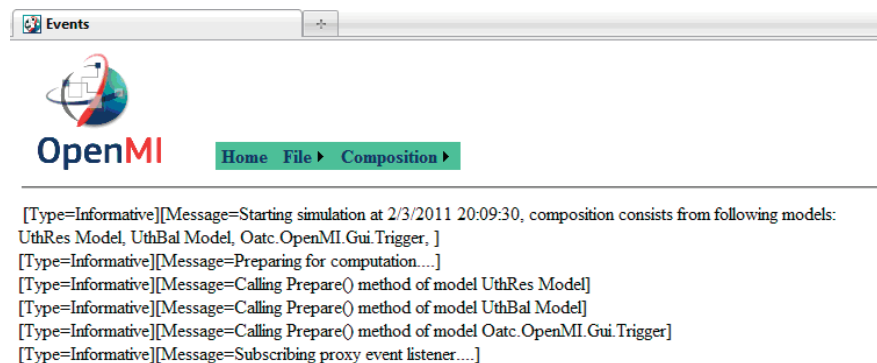 Events
OpenMI
Home File Composition
[Type=Informative][Message=Starting simulation at 2/3/2011 20:09:30, composition consists from following models:
UthRes Model, UthBal Model, Oatc.OpenMI.Gui.Trigger, ]
[Type=Informative][Message=Preparing for computation....]
[Type=Informative][Message=Calling Prepare() method of model UthRes Model]
[Type=Informative][Message=Calling Prepare() method of model UthBal Model]
[Type=Informative][Message=Calling Prepare() method of model Oatc.OpenMI.Gui.Trigger]
[Type=Informative][Message=Subscribing proxy event listener....]